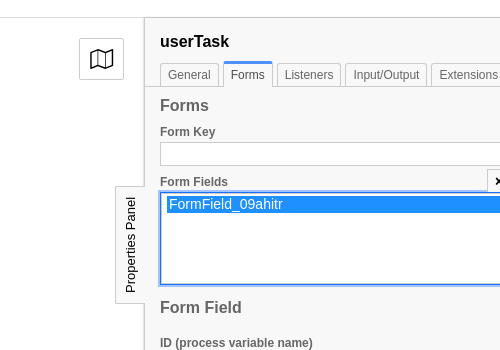 userTask
General Forms Listeners Input/Output Extensions
Forms
Form Key
Form Fields
FormField_09ahitr
Properties Panel
Form Field
ID (process variable name)